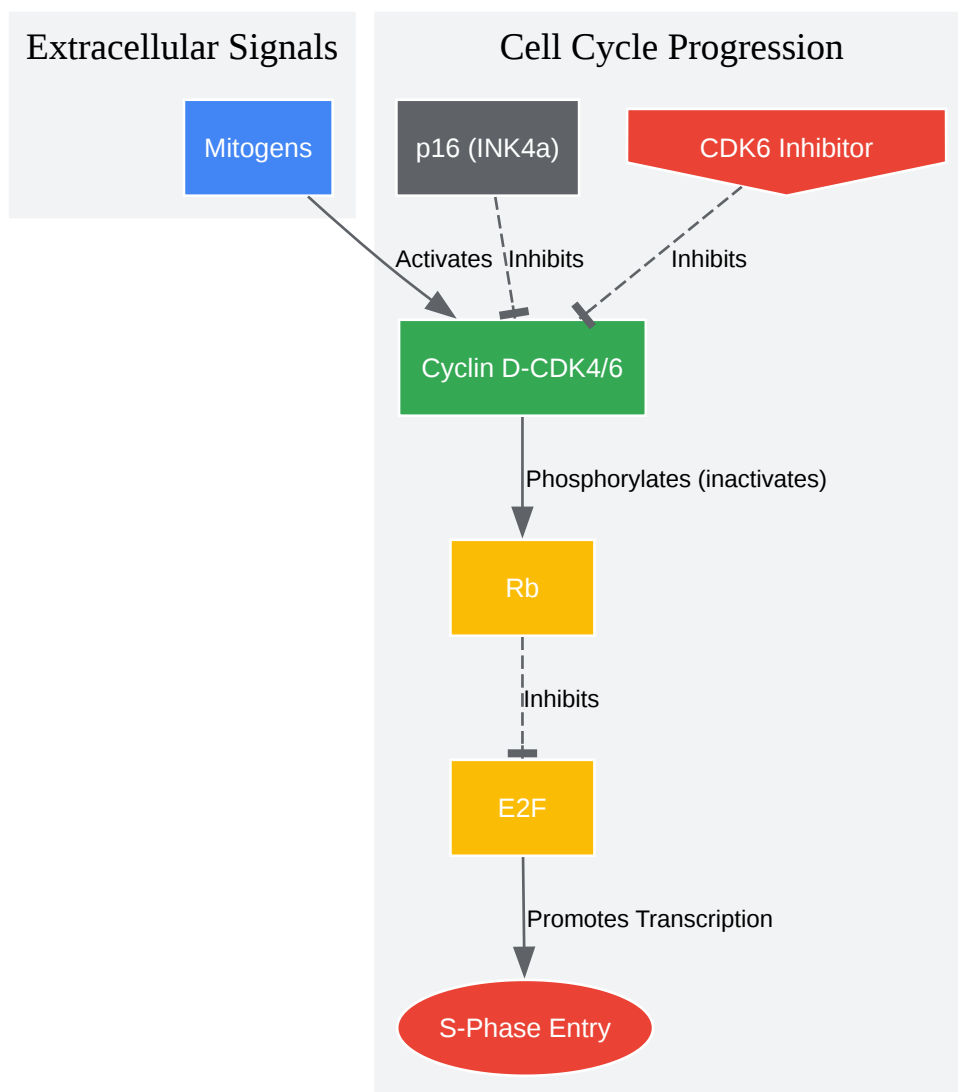 Extracellular Signals
Cell Cycle Progression
Mitogens
p16 (INK4a)
CDK6 Inhibitor
Activates
Inhibits
Inhibits
Cyclin D-CDK4/6
Phosphorylates (inactivates)
Rb
Inhibits
E2F
Promotes Transcription
S-Phase Entry